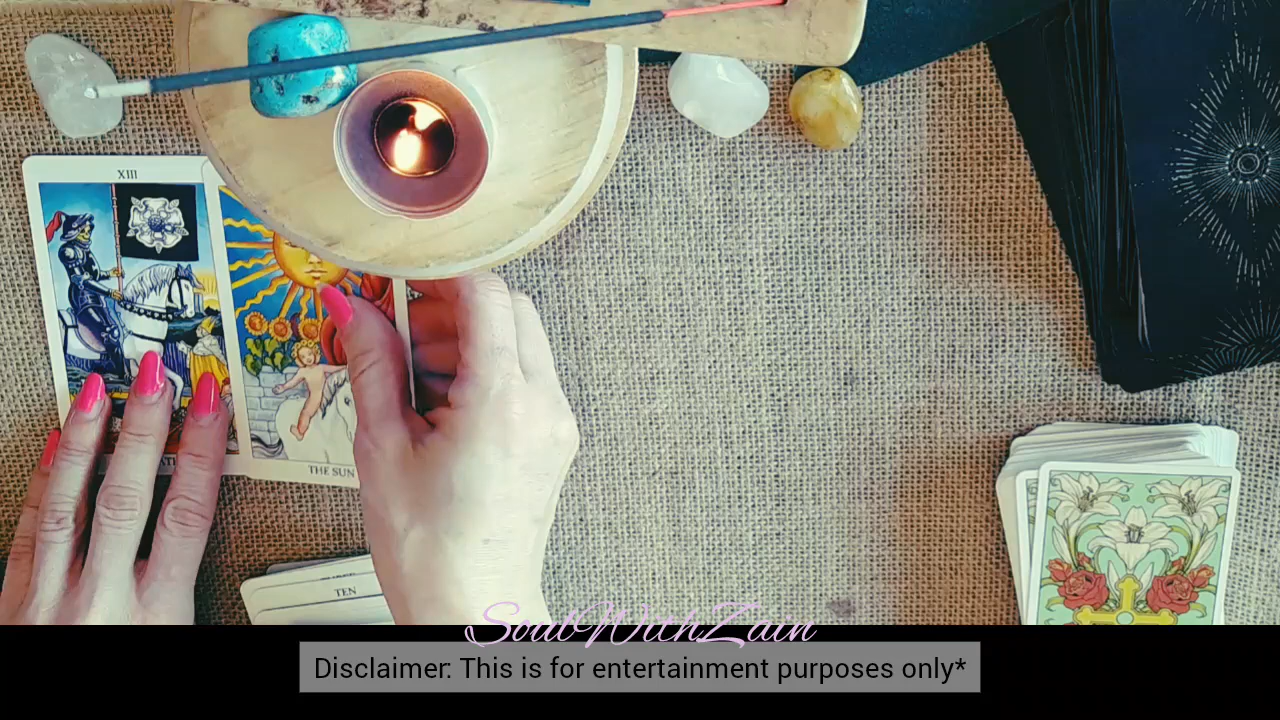 XIII
THE SUN
TEN
SoulWithZain
Disclaimer: This is for entertainment purposes only*